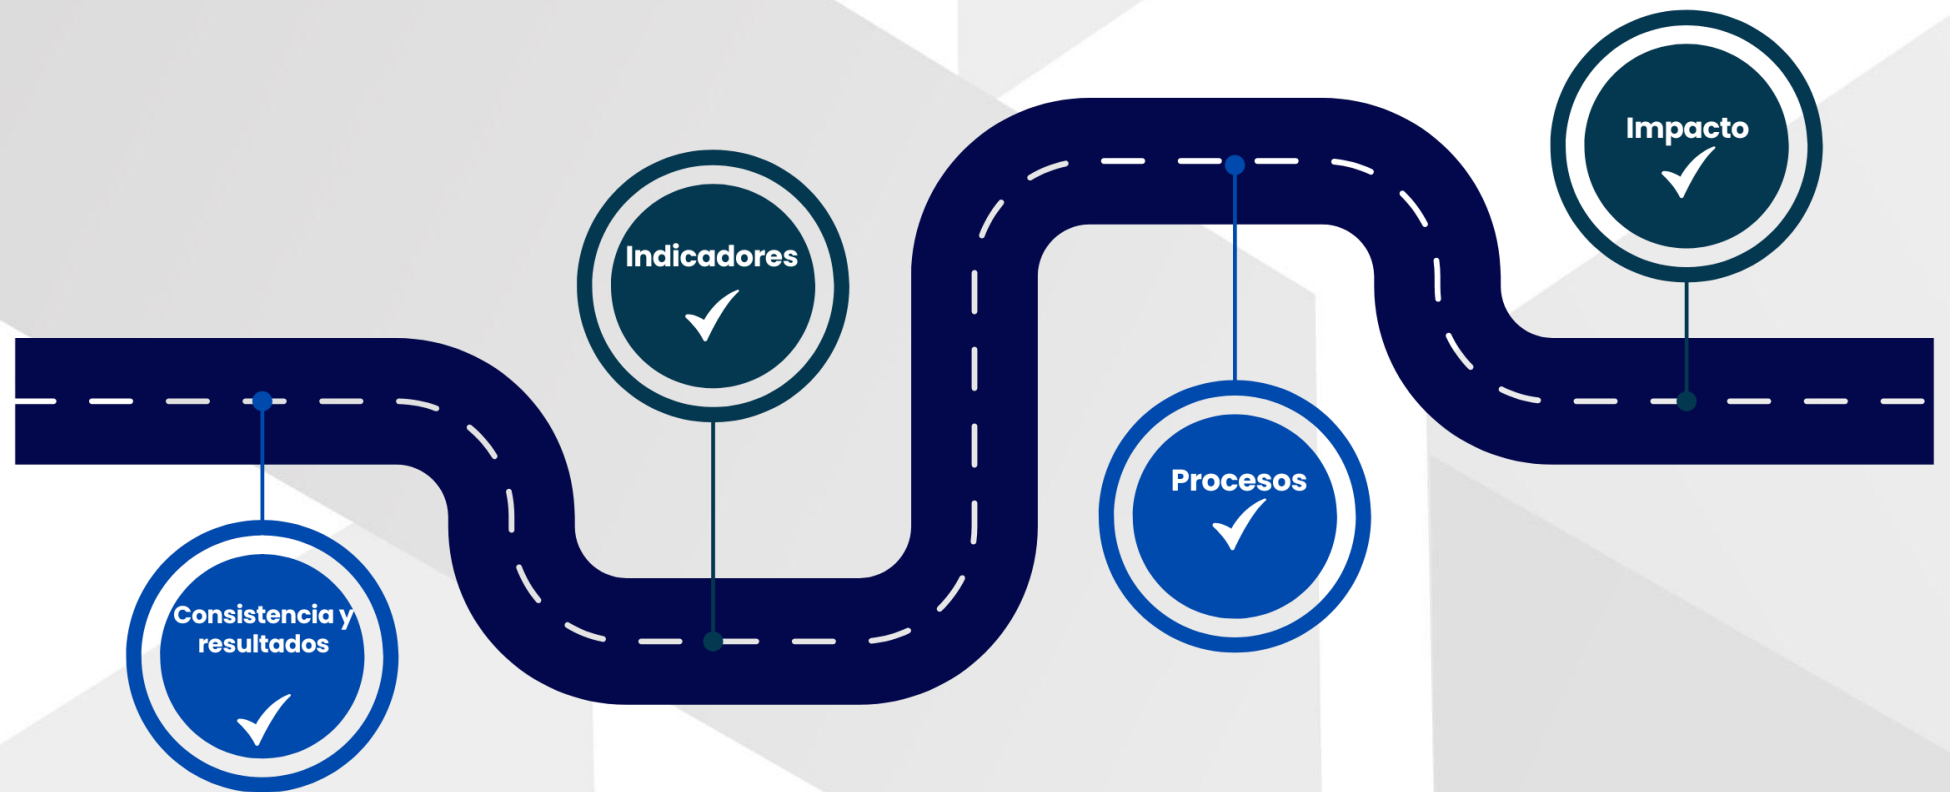 Consistencia y
resultados
Indicadores
Procesos
Impacto